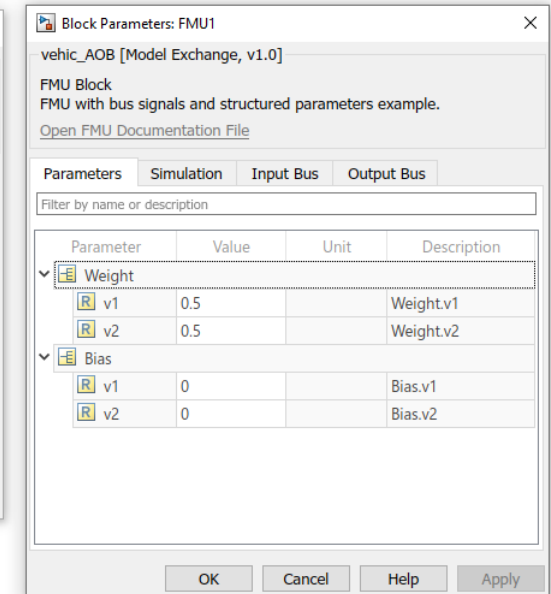 Block Parameters: FMU1
vehic_AOB [Model Exchange, v1.0]
FMU Block
FMU with bus signals and structured parameters example.
Open FMU Documentation File
Parameters Simulation Input Bus Output Bus
Filter by name or description
Parameter Value Unit Description
Weight
R v1 0.5 Weight.v1
R v2 0.5 Weight.v2
Bias
R v1 0 Bias.v1
R v2 0 Bias.v2
OK Cancel Help Apply